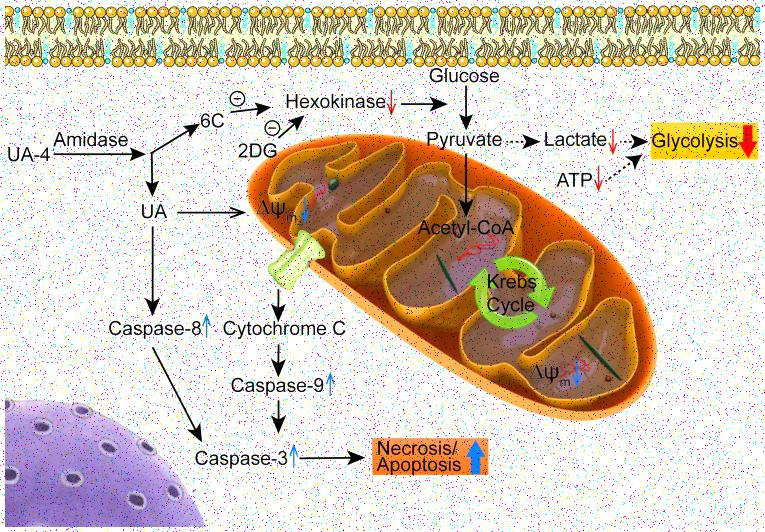 Glucose
⊖
Hexokinase↓
6C
⊖
Amidase
UA-4
2DG
Pyruvate
Lactate↓
Glycolysis
ATP↓
UA
ΔΨm↓
Acetyl-CoA
Krebs
Cycle
Caspase-8↑
Cytochrome C
ΔΨm↓
Caspase-9↑
Caspase-3↑
Necrosis/
Apoptosis